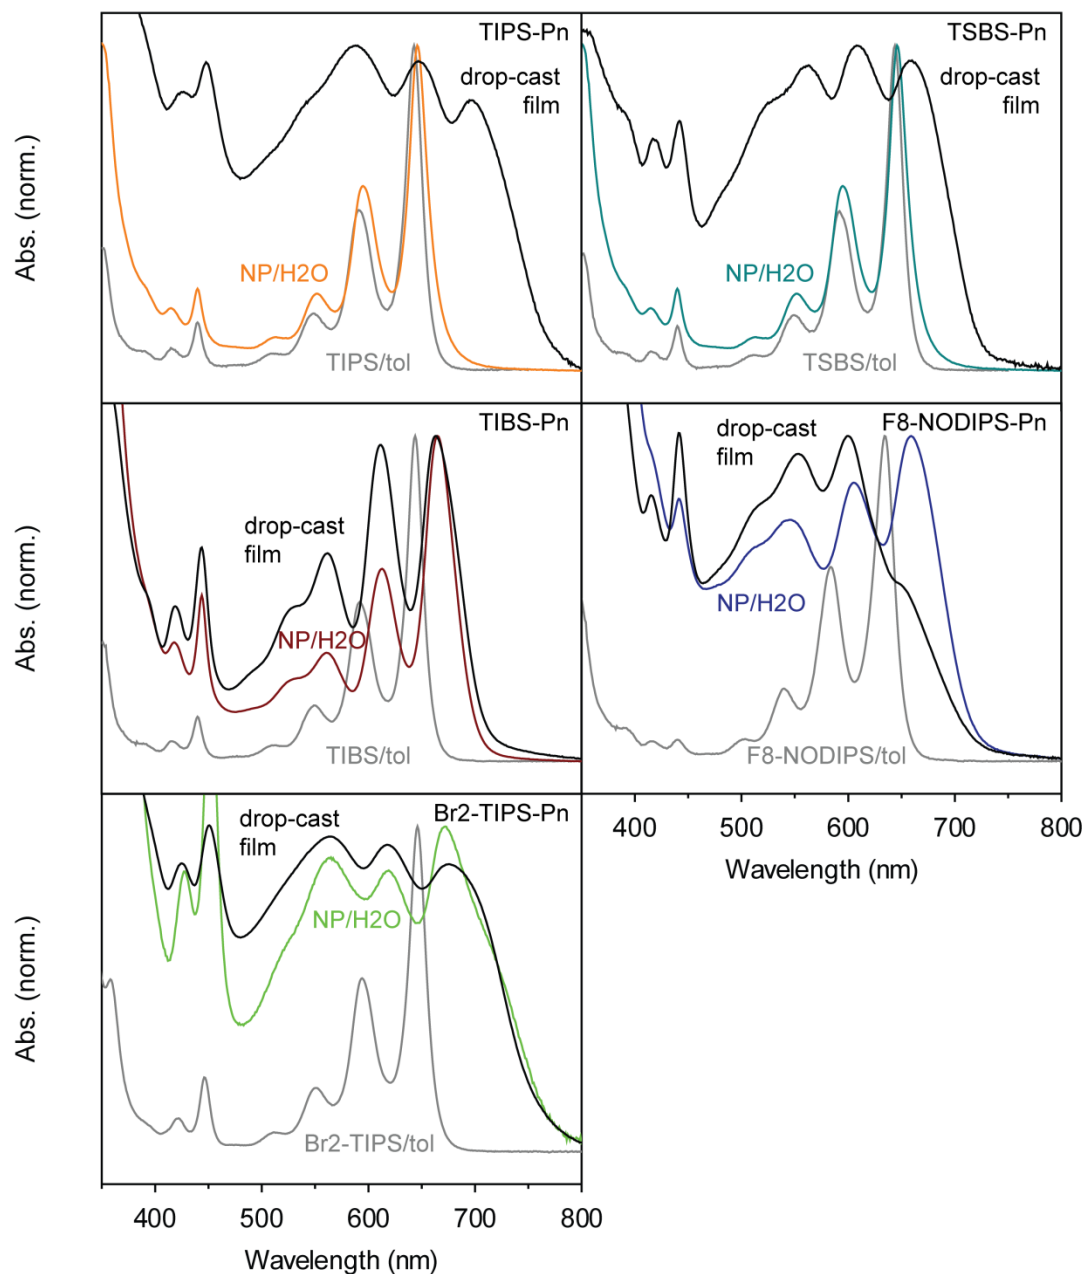 TIPS-Pn
drop-cast
film
NP/H2O
TIPS/tol
Abs. (norm.)
TSBS-Pn
drop-cast
film
NP/H2O
TSBS/tol
TIBS-Pn
drop-cast
film
NP/H2O
TIBS/tol
Abs. (norm.)
F8-NODIPS-Pn
drop-cast
film
NP/H2O
F8-NODIPS/tol
400 500 600 700 800
Wavelength (nm)
Br2-TIPS-Pn
drop-cast
film
NP/H2O
Br2-TIPS/tol
Abs. (norm.)
400 500 600 700 800
Wavelength (nm)